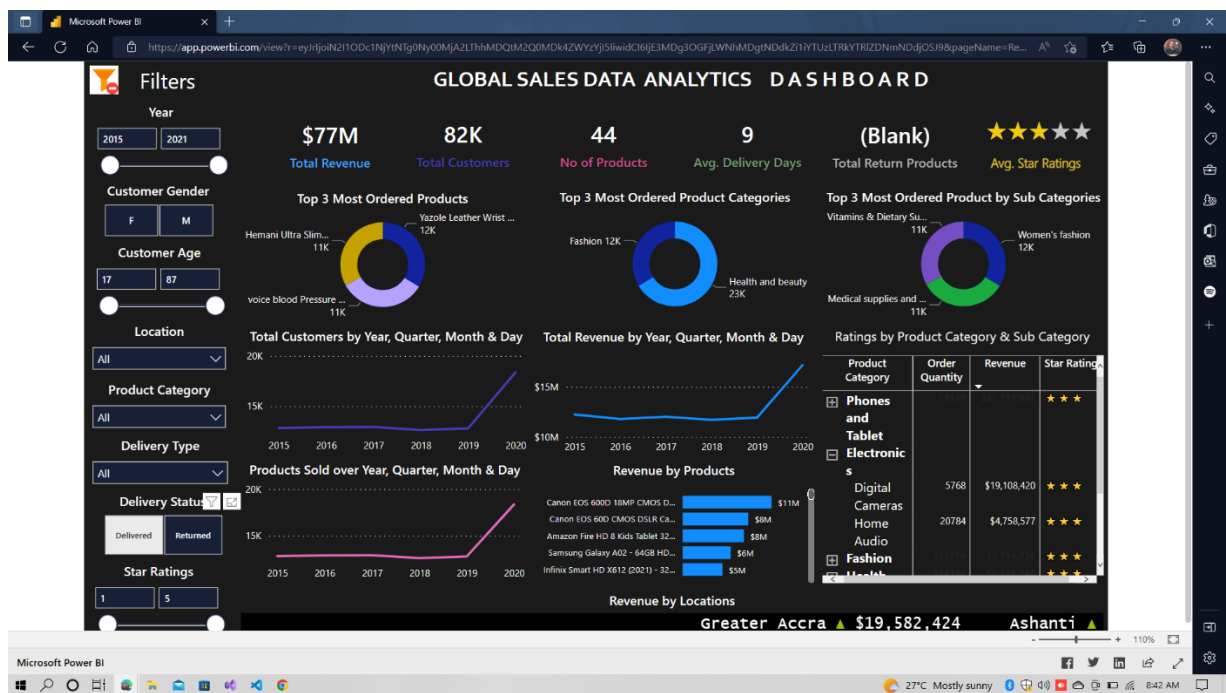 Microsoft Power BI
Filters
GLOBAL SALES DATA ANALYTICS DASHBOARD
Year
2015 2021
$77M 82K 44 9 (Blank)
Total Revenue Total Customers No of Products Avg. Delivery Days Total Return Products Avg. Star Ratings
Customer Gender
F M
Customer Age
17 87
Location
All
Product Category
All
Delivery Type
All
Delivery Status
Delivered Returned
Star Ratings
1 5
Top 3 Most Ordered Products
Yazole Leather Wrist ...
12K
Hemani Ultra Slim...
11K
voice blood Pressure ...
11K
Top 3 Most Ordered Product Categories
Fashion 12K
Health and beauty
23K
Top 3 Most Ordered Product by Sub Categories
Vitamins & Dietary Su...
11K
Women's fashion
12K
Medical supplies and ...
11K
Total Customers by Year, Quarter, Month & Day
20K
15K
2015 2016 2017 2018 2019 2020
Total Revenue by Year, Quarter, Month & Day
$15M
$10M
2015 2016 2017 2018 2019 2020
Ratings by Product Category & Sub Category
Product Category Order Quantity Revenue Star Rating
Phones
and
Tablet
Electronic
s
Digital 5768 $19,108,420
Cameras
Home 20784 $4,758,577
Audio
Fashion
Products Sold over Year, Quarter, Month & Day
20K
15K
2015 2016 2017 2018 2019 2020
Revenue by Products
Canon EOS 600D 18MP CMOS D... $11M
Canon EOS 60D CMOS DSLR Ca... $8M
Amazon Fire HD 8 Kids Tablet 32... $8M
Samsung Galaxy A02 - 64GB HD... $6M
Infinix Smart HD X612 (2021) - 32... $5M
Revenue by Locations
Greater Accra ▲ $19,582,424 Ashanti ▲
- + 110%
Microsoft Power BI
27°C Mostly sunny 8:42 AM